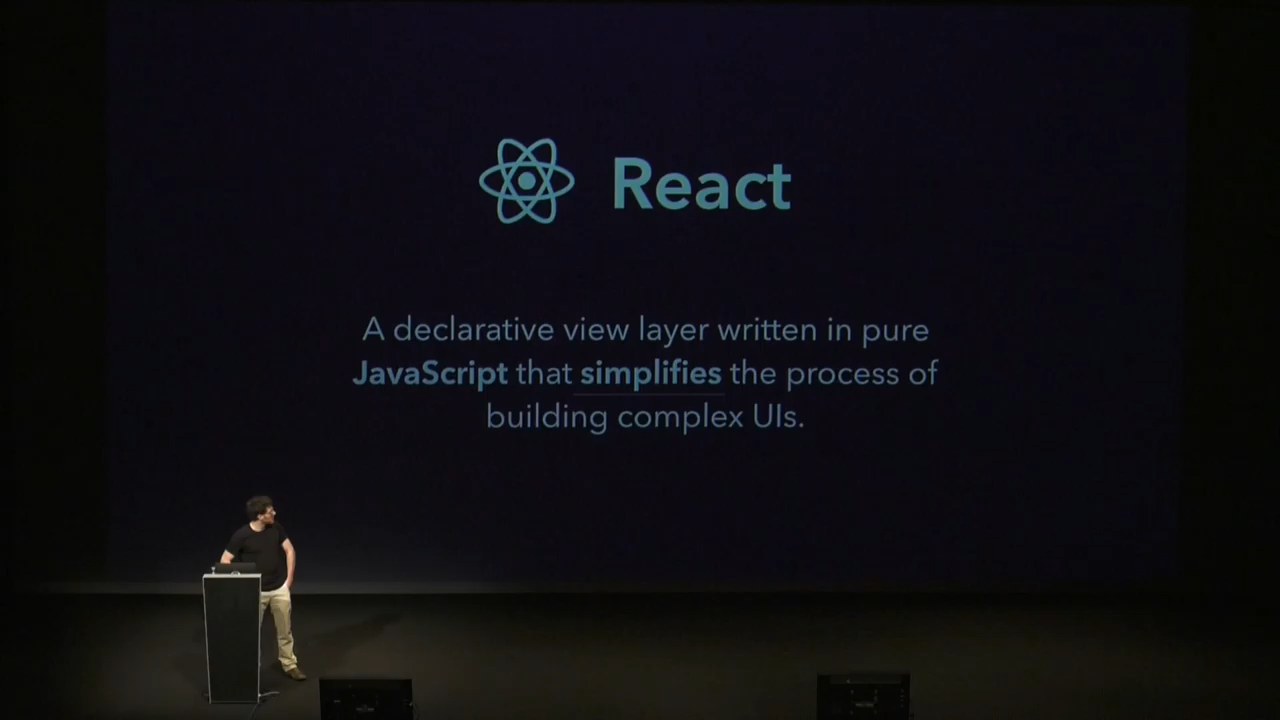 React
A declarative view layer written in pure
JavaScript that simplifies the process of
building complex UIs.